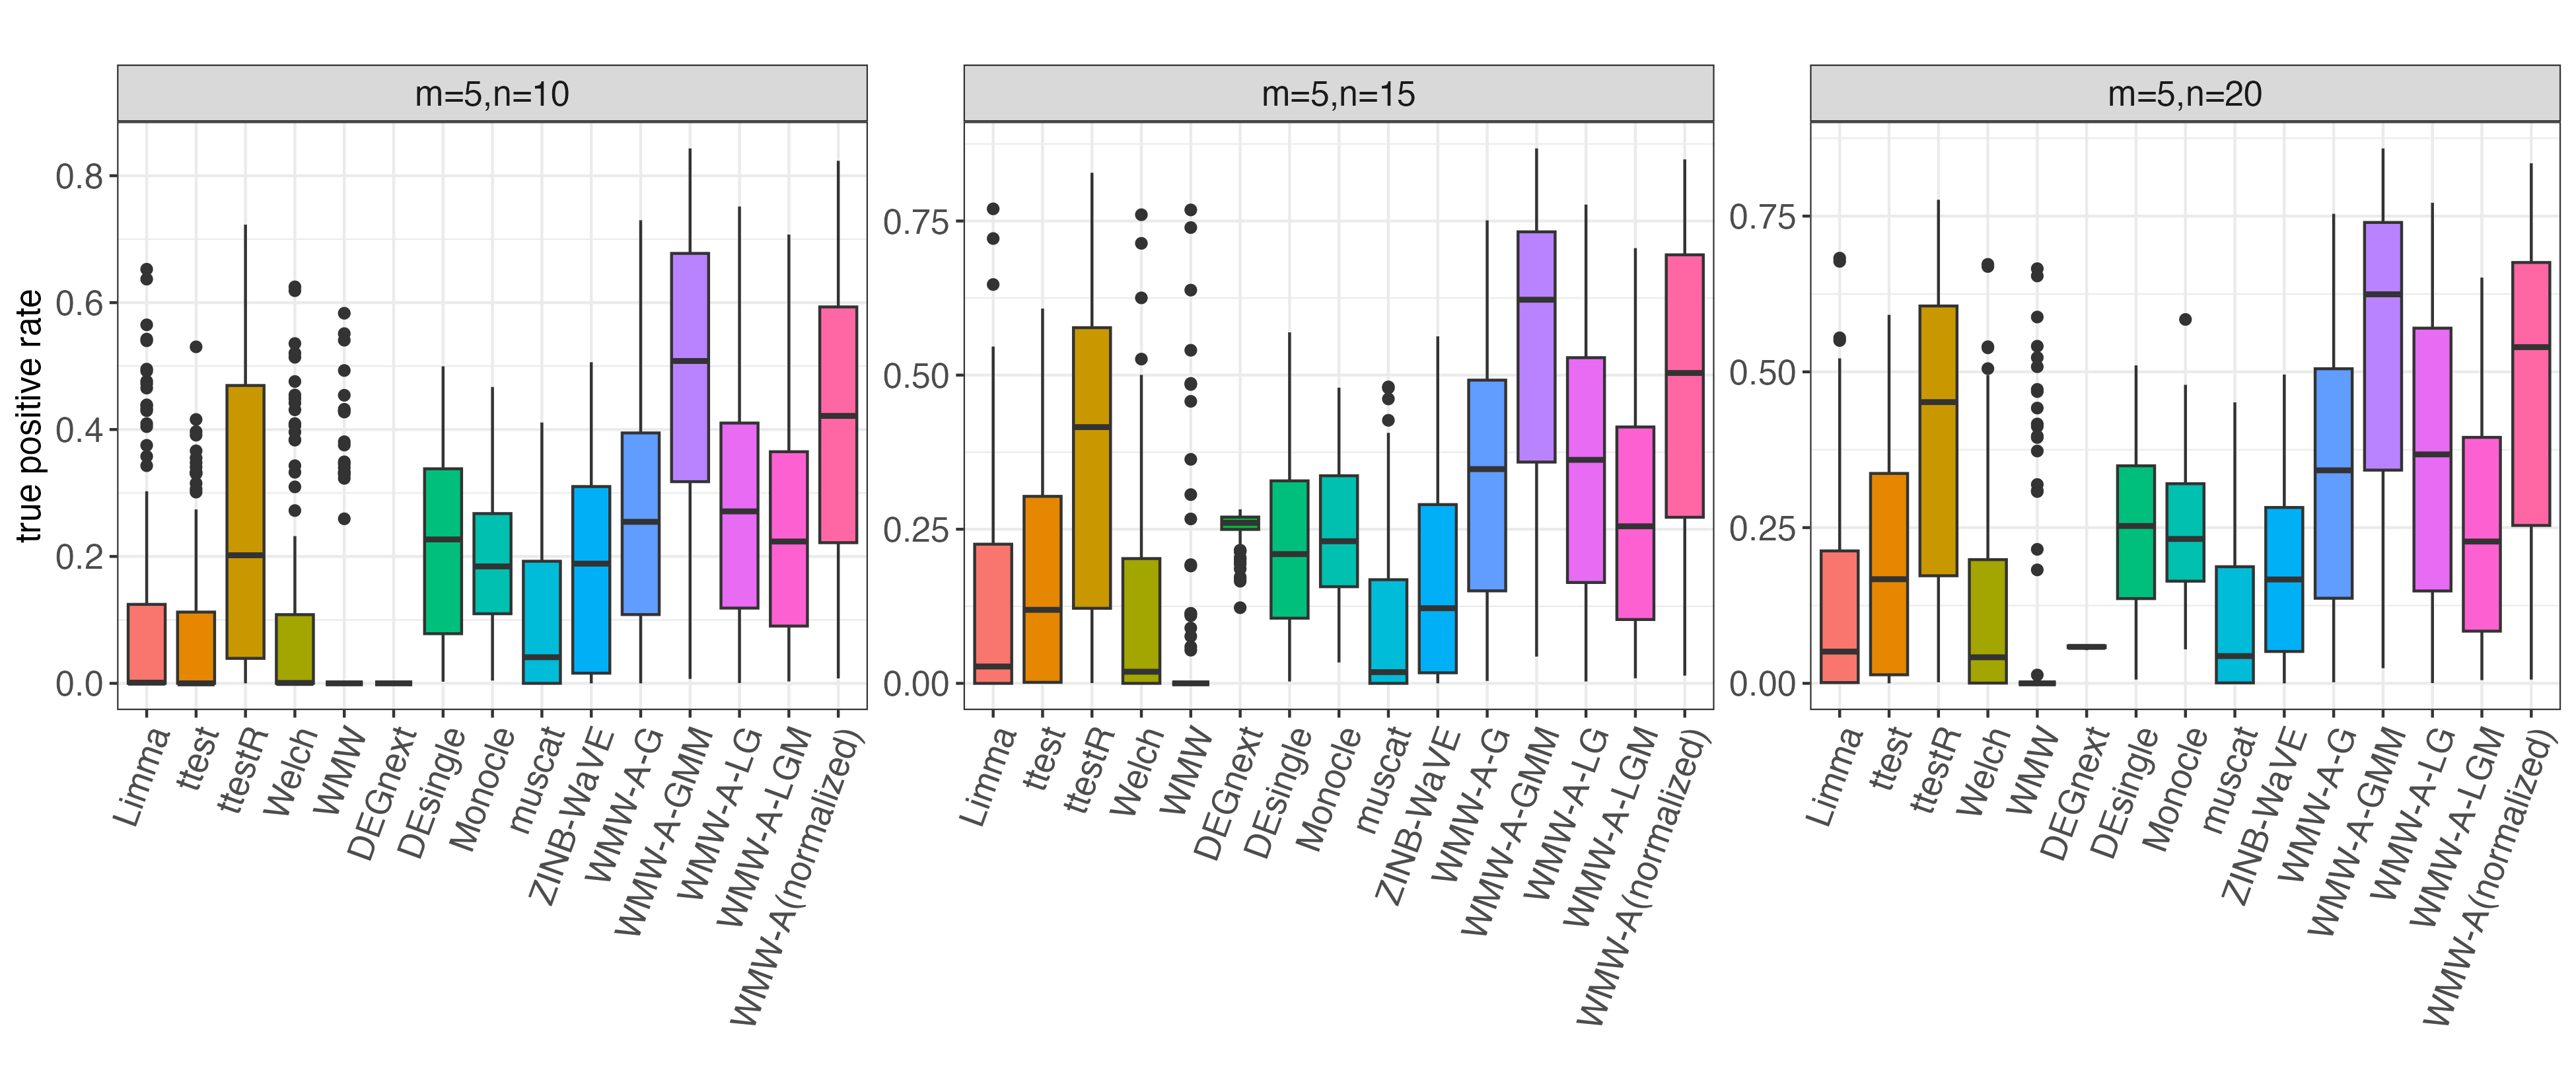 m=5,n=10
m=5,n=15
m=5,n=20
true positive rate
0.8
0.6
0.4
0.2
0.0
0.75
0.50
0.25
0.00
0.75
0.50
0.25
0.00
Limma
ttest
ttestR
Welch
WMW
DEGnext
DEsingle
Monocle
muscat
ZINB-WaVE
WMW-A-G
WMW-A-GMM
WMW-A-LG
WMW-A-LGM
WMW-A(normalized)
Limma
ttest
ttestR
Welch
WMW
DEGnext
DEsingle
Monocle
muscat
ZINB-WaVE
WMW-A-G
WMW-A-GMM
WMW-A-LG
WMW-A-LGM
WMW-A(normalized)
Limma
ttest
ttestR
Welch
WMW
DEGnext
DEsingle
Monocle
muscat
ZINB-WaVE
WMW-A-G
WMW-A-GMM
WMW-A-LG
WMW-A-LGM
WMW-A(normalized)